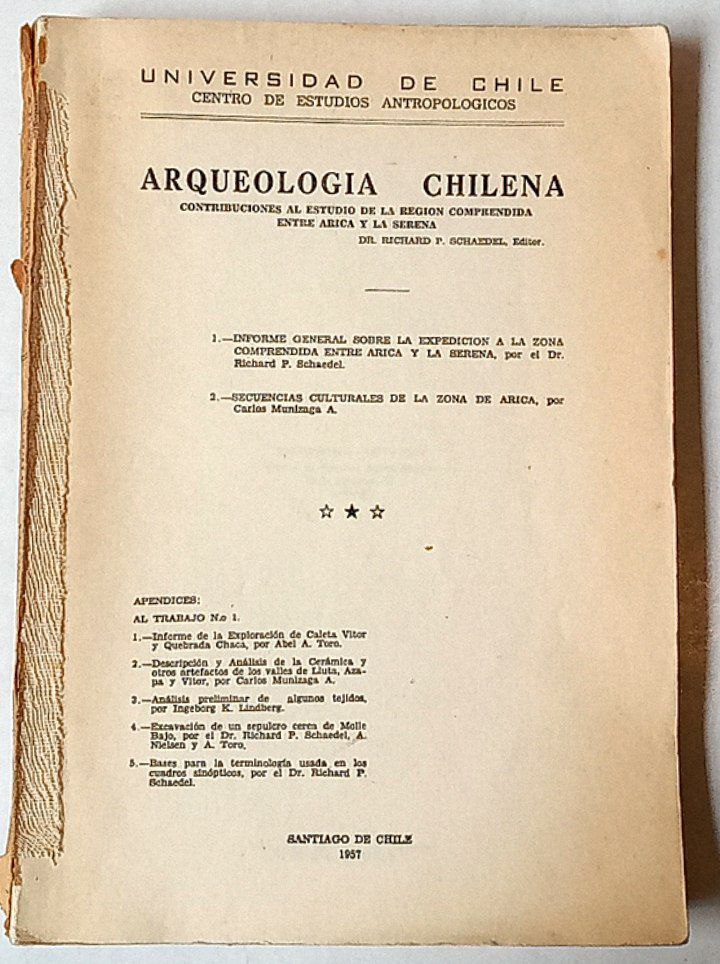 UNIVERSIDAD DE CHILE
CENTRO DE ESTUDIOS ANTROPOLOGICOS
ARQUEOLOGIA CHILENA
CONTRIBUCIONES AL ESTUDIO DE LA REGION COMPRENDIDA
ENTRE ARICA Y LA SERENA
DR. RICHARD P. SCHAEDEL, Editor.
1.—INFORME GENERAL SOBRE LA EXPEDICION A LA ZONA
COMPRENDIDA ENTRE ARICA Y LA SERENA, por el Dr.
Richard P. Schaedel.
2.—SECUENCIAS CULTURALES DE LA ZONA DE ARICA, por
Carlos Munizaga A.
APENDICES:
AL TRABAJO N.o 1.
1.—Informe de la Exploración de Caleta Vitor
y Quebrada Chaca, por Abel A. Toro.
2.—Descripción y Análisis de la Cerámica y
otros artefactos de los valles de Lluta, Aza-
pa y Vitor, por Carlos Munizaga A.
3.—Análisis preliminar de algunos tejidos,
por Ingeborg K. Lindberg.
4.—Excavación de un sepulcro cerca de Molle
Bajo, por el Dr. Richard P. Schaedel, A.
Nielsen y A. Toro.
5.—Bases para la terminología usada en los
cuadros sinópticos, por el Dr. Richard P.
Schaedel.
SANTIAGO DE CHILE
1957